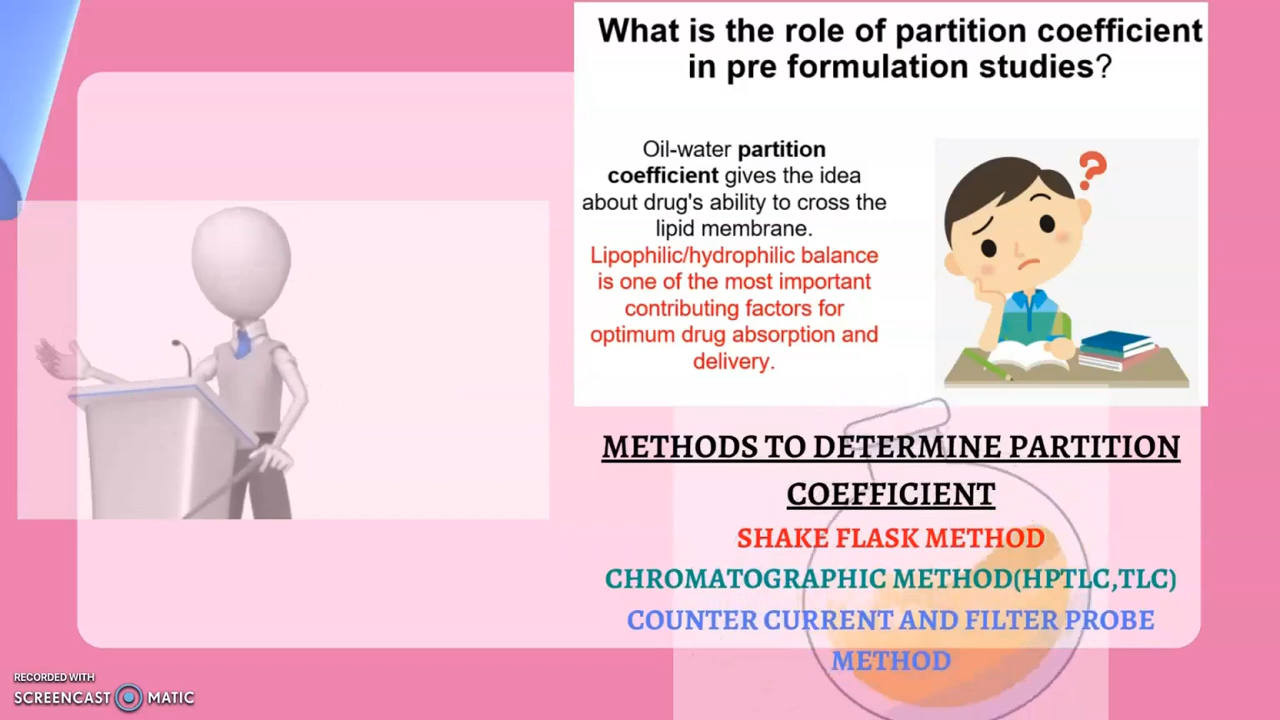 What is the role of partition coefficient
in pre formulation studies?
Oil-water partition
coefficient gives the idea
about drug's ability to cross the
lipid membrane.
Lipophilic/hydrophilic balance
is one of the most important
contributing factors for
optimum drug absorption and
delivery.
?
METHODS TO DETERMINE PARTITION
COEFFICIENT
SHAKE FLASK METHOD
CHROMATOGRAPHIC METHOD(HPTLC,TLC)
COUNTER CURRENT AND FILTER PROBE
METHOD
RECORDED WITH
SCREENCAST MATIC